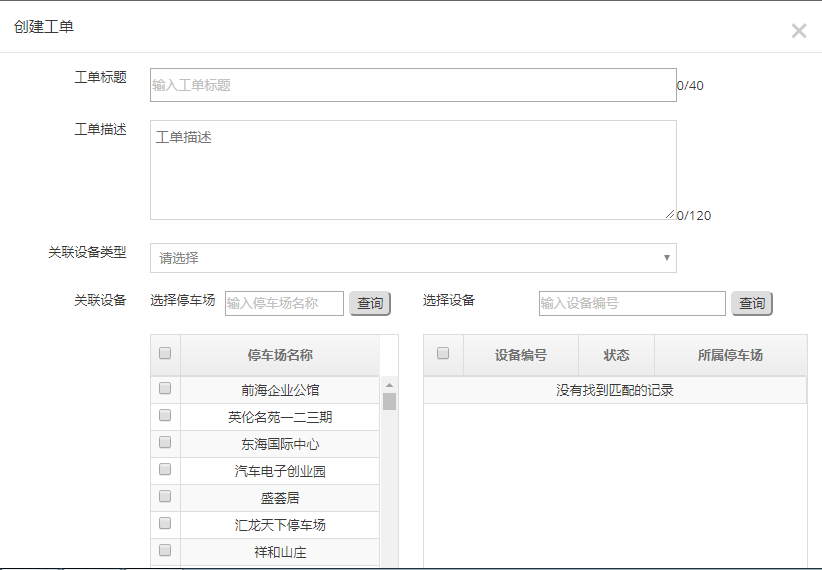 创建工单
工单标题
输入工单标题
0/40
工单描述
工单描述
0/120
关联设备类型
请选择
关联设备
选择停车场
输入停车场名称
查询
选择设备
输入设备编号
查询
停车场名称
设备编号 状态 所属停车场
前海企业公馆
没有找到匹配的记录
英伦名苑一二三期
东海国际中心
汽车电子创业园
盛荟居
汇龙天下停车场
祥和山庄